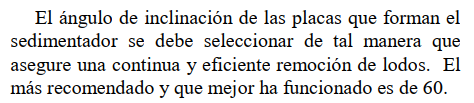 El ángulo de inclinación de las placas que forman el
sedimentador se debe seleccionar de tal manera que
asegure una continua y eficiente remoción de lodos. El
más recomendado y que mejor ha funcionado es de 60.